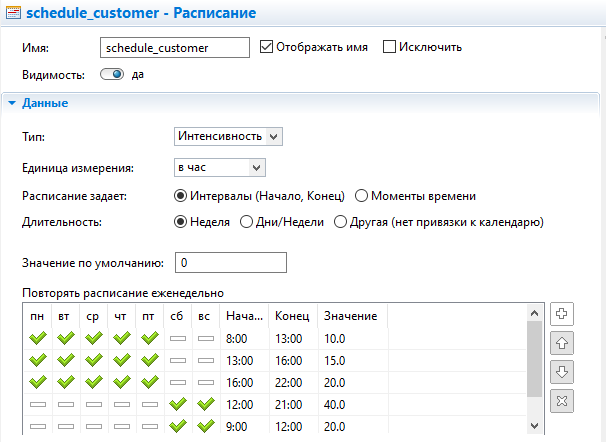 schedule_customer - Расписание
Имя: schedule_customer Отображать имя Исключить
Видимость: да
Данные
Тип: Интенсивность
Единица измерения: в час
Расписание задает: Интервалы (Начало, Конец) Моменты времени
Длительность: Неделя Дни/Недели Другая (нет привязки к календарю)
Значение по умолчанию: 0
Повторять расписание еженедельно
пн вт ср чт пт сб вс Нача... Конец Значение
8:00 13:00 10.0
13:00 16:00 15.0
16:00 22:00 20.0
12:00 21:00 40.0
9:00 12:00 20.0